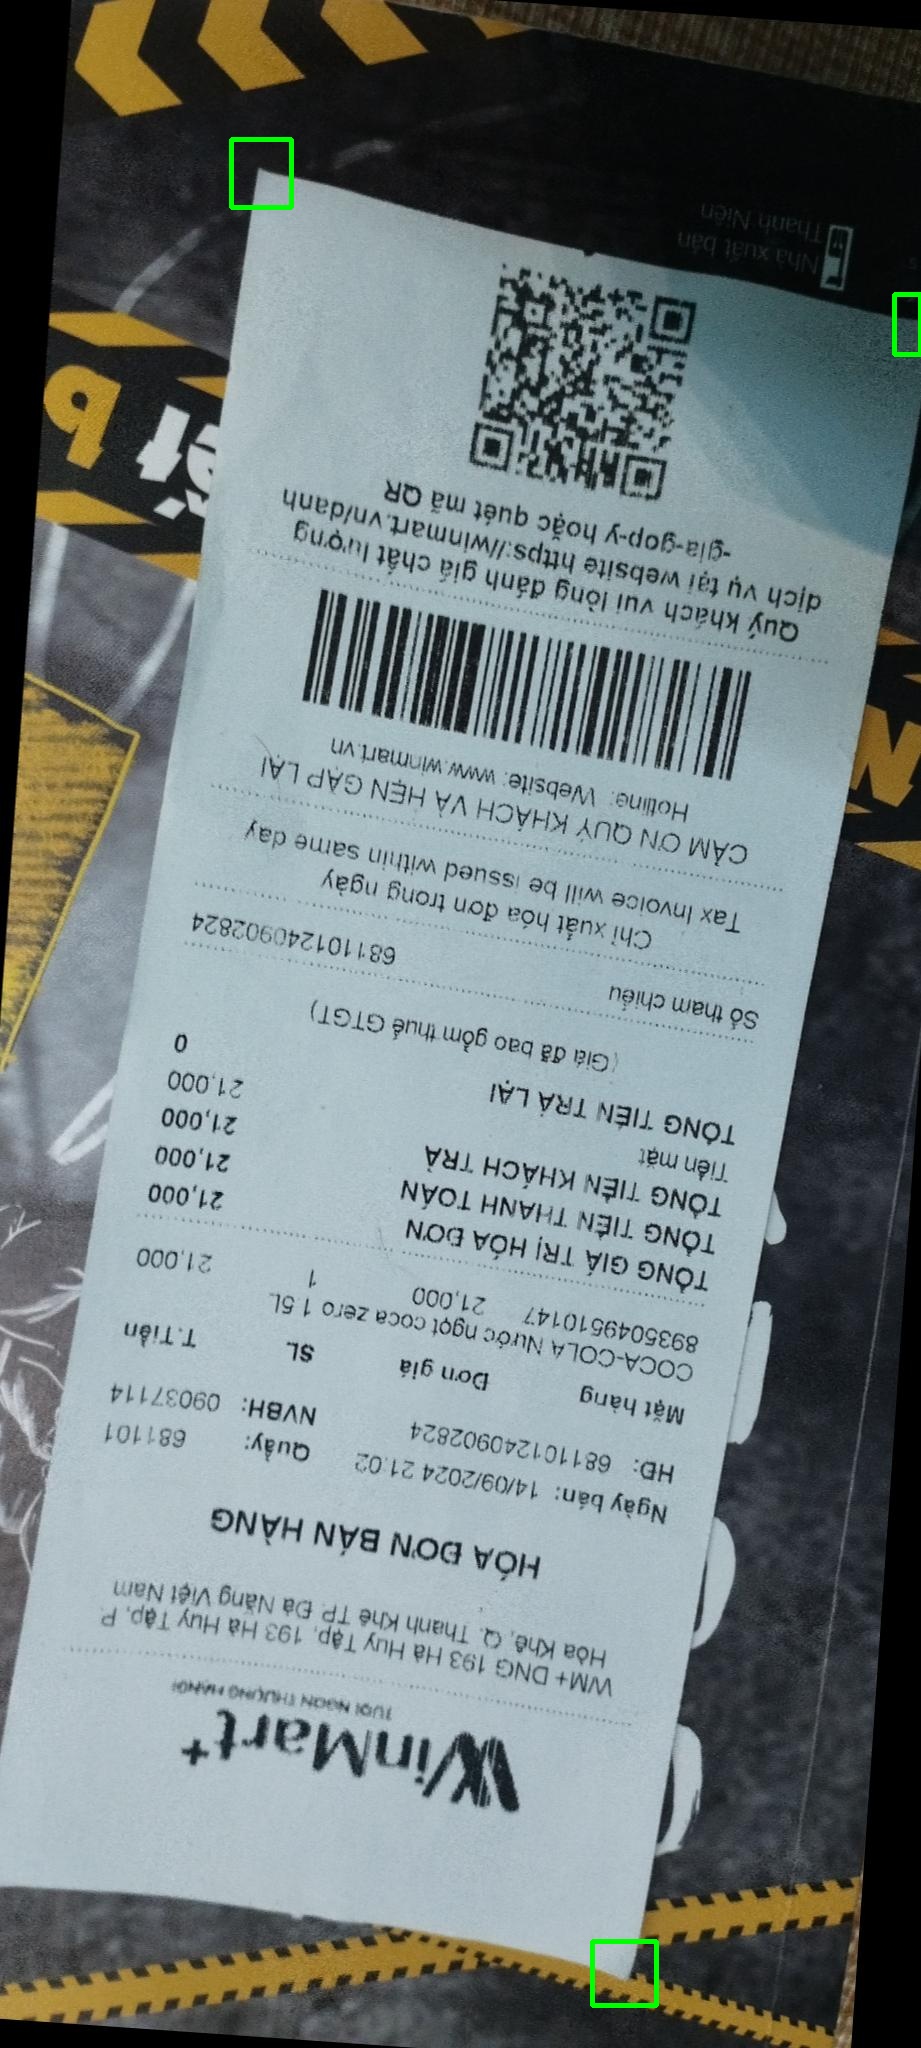 WinMart+
TƯƠI NGON THƯỢNG HẠNG!
WM+ DNG 193 Hà Huy Tập, 193 Hà Huy Tập, P.
Hòa Khê, Q. Thanh Khê TP. Đà Nẵng Việt Nam
HÓA ĐƠN BÁN HÀNG
Ngày bán: 14/09/2024 21:02 Quầy: 681101
HĐ: 68110124090282​4 NVBH: 09037114
Mặt hàng Đơn giá SL T.Tiền
COCA-COLA Nước ngọt coca zero 1.5L
8935049510147 21,000 1 21,000
TỔNG GIÁ TRỊ HÓA ĐƠN 21,000
TỔNG TIỀN THANH TOÁN 21,000
TỔNG TIỀN KHÁCH TRẢ 21,000
Tiền mặt 21,000
TỔNG TIỀN TRẢ LẠI 0
(Giá đã bao gồm thuế GTGT)
Số tham chiếu 681101240902824
Chỉ xuất hóa đơn trong ngày
Tax Invoice will be issued within same day
CẢM ƠN QUÝ KHÁCH VÀ HẸN GẶP LẠI
Hotline: Website: www.winmart.vn
Quý khách vui lòng đánh giá chất lượng
dịch vụ tại website https://winmart.vn/danh
-gia-gop-y hoặc quét mã QR
Nhà xuất bản
Thanh Niên